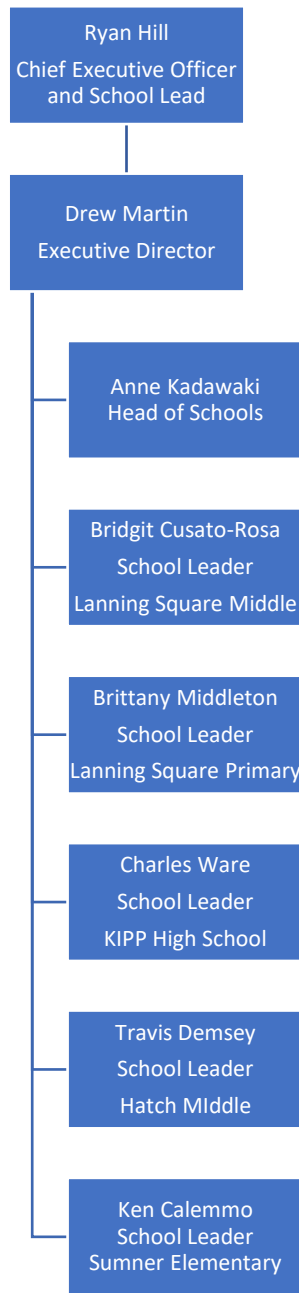 Ryan Hill
Chief Executive Officer
and School Lead
Drew Martin
Executive Director
Anne Kadawaki
Head of Schools
Bridgit Cusato-Rosa
School Leader
Lanning Square Middle
Brittany Middleton
School Leader
Lanning Square Primary
Charles Ware
School Leader
KIPP High School
Travis Demsey
School Leader
Hatch MIddle
Ken Calemmo
School Leader
Sumner Elementary